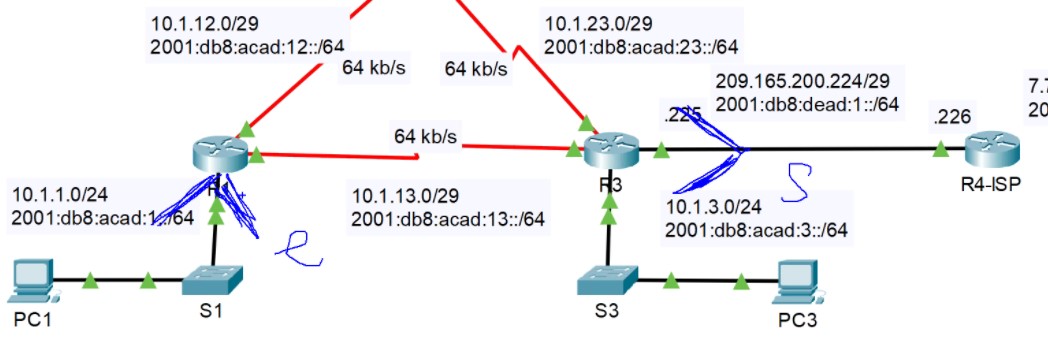 10.1.12.0/29
2001:db8:acad:12::/64
64 kb/s
64 kb/s
10.1.23.0/29
2001:db8:acad:23::/64
209.165.200.224/29
2001:db8:dead:1::/64
7.7
20
.225
.226
64 kb/s
R3
R4-ISP
10.1.1.0/24
2001:db8:acad:1::/64
10.1.13.0/29
2001:db8:acad:13::/64
10.1.3.0/24
2001:db8:acad:3::/64
S
e
PC1
S1
S3
PC3